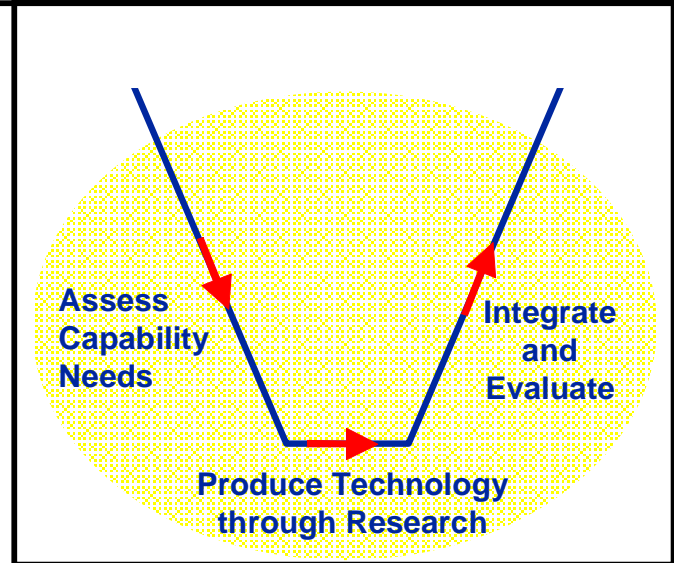 Assess
Capability
Needs
Integrate
and
Evaluate
Produce Technology
through Research